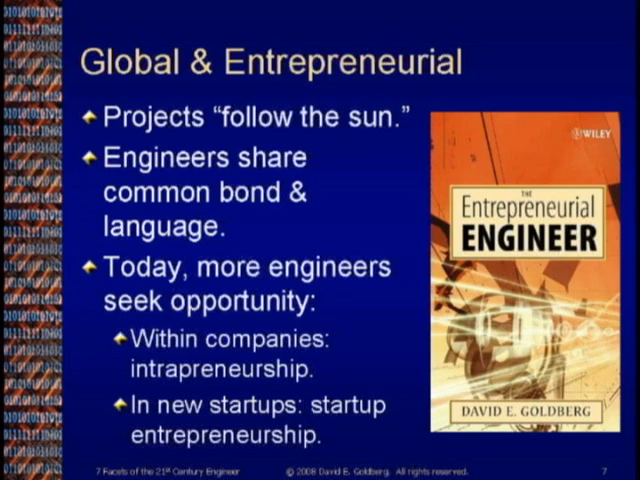 Global & Entrepreneurial
Projects “follow the sun.”
Engineers share
common bond &
language.
Today, more engineers
seek opportunity:
Within companies:
intrapreneurship.
In new startups: startup
entrepreneurship.
WILEY
THE
Entrepreneurial
ENGINEER
DAVID E. GOLDBERG
7 Facets of the 21st Century Engineer
© 2008 David E. Goldberg. All rights reserved.
7